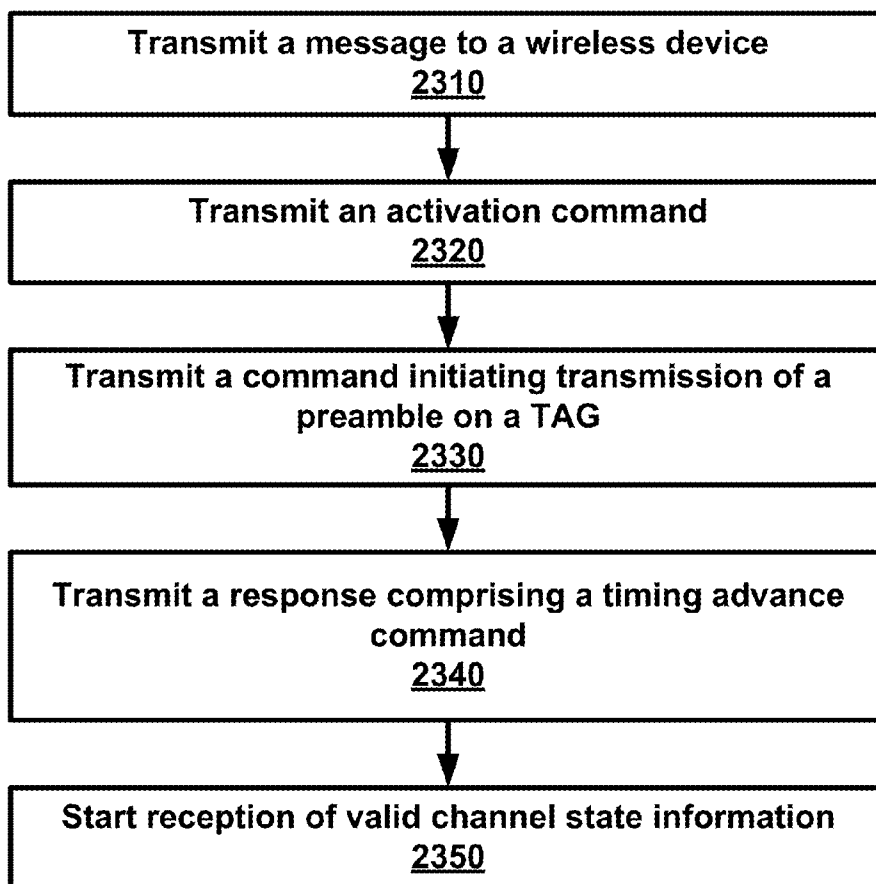 Transmit a message to a wireless device
2310
Transmit an activation command
2320
Transmit a command initiating transmission of a
preamble on a TAG
2330
Transmit a response comprising a timing advance
command
2340
Start reception of valid channel state information
2350